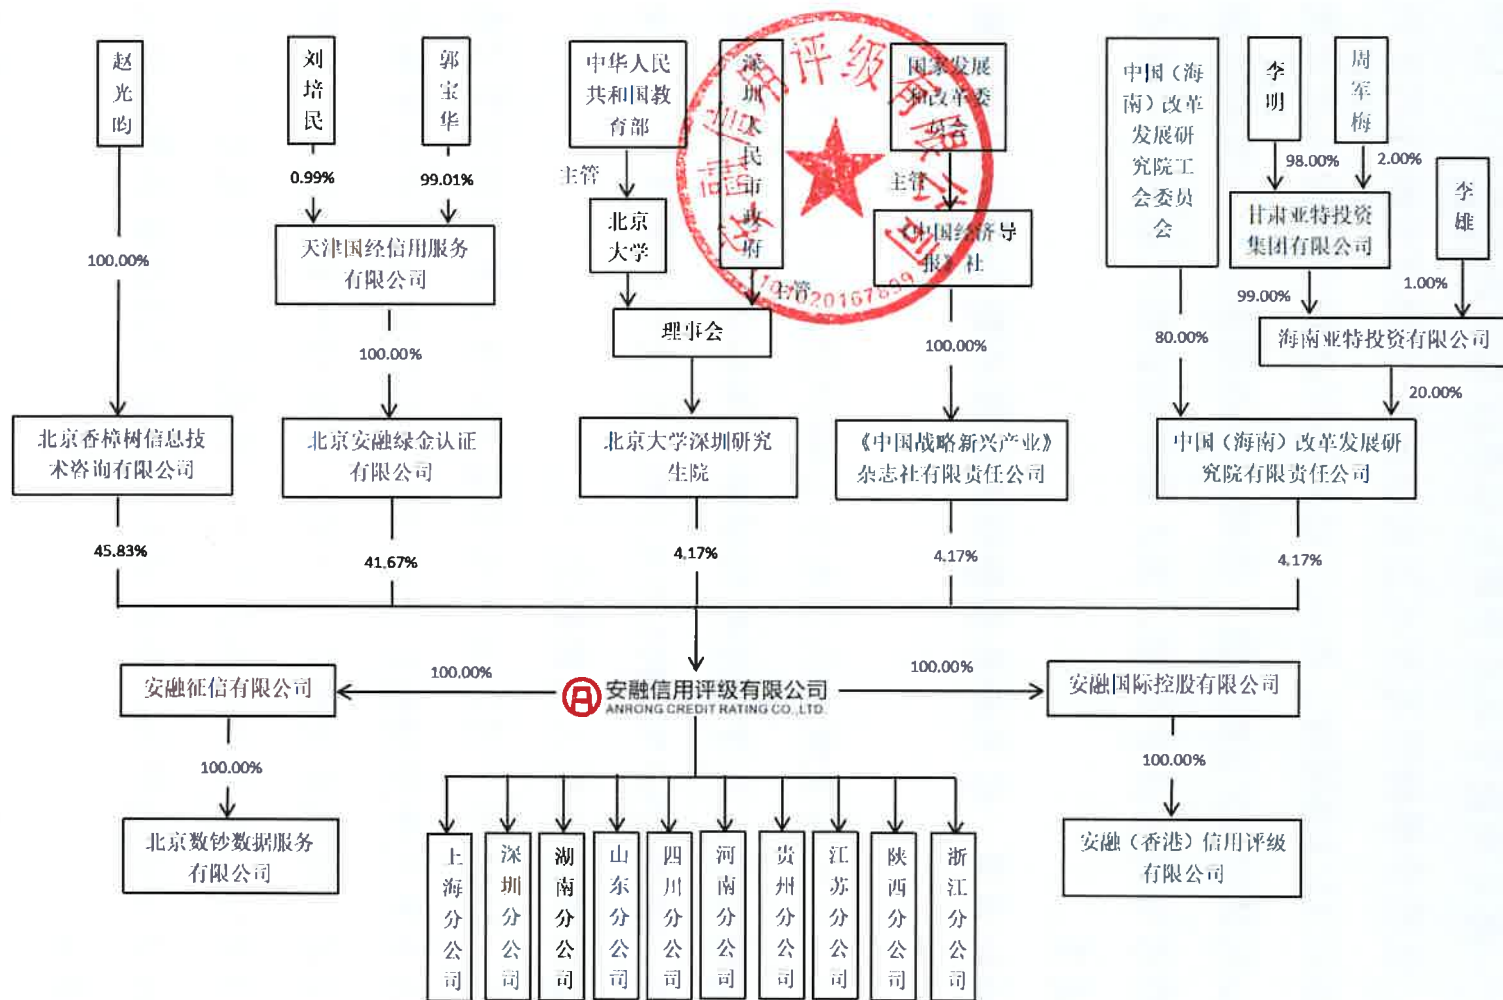 赵光昀
刘培民
郭宝华
中华人民
共和国教
育部
深圳人民市政府
国家发展
和改革委
员会
中国（海
南）改革
发展研
究院工
会委员
会
李明
周军梅
李雄
0.99%
99.01%
主管
主管
98.00%
2.00%
100.00%
天津国经信用服务
有限公司
北京
大学
《中国经济导
报》社
甘肃亚特投资
集团有限公司
主管
99.00%
1.00%
理事会
100.00%
100.00%
80.00%
海南亚特投资有限公司
20.00%
北京香樟树信息技
术咨询有限公司
北京安融绿金认证
有限公司
北京大学深圳研究
生院
《中国战略新兴产业》
杂志社有限责任公司
中国（海南）改革发展研
究院有限责任公司
45.83%
41.67%
4.17%
4.17%
4.17%
安融征信有限公司
100.00%
安融信用评级有限公司
ANRONG CREDIT RATING CO.,LTD.
100.00%
安融国际控股有限公司
100.00%
100.00%
北京数钞数据服务
有限公司
安融（香港）信用评级
有限公司
上海分公司
深圳分公司
湖南分公司
山东分公司
四川分公司
河南分公司
贵州分公司
江苏分公司
陕西分公司
浙江分公司
安融信用评级有限公司